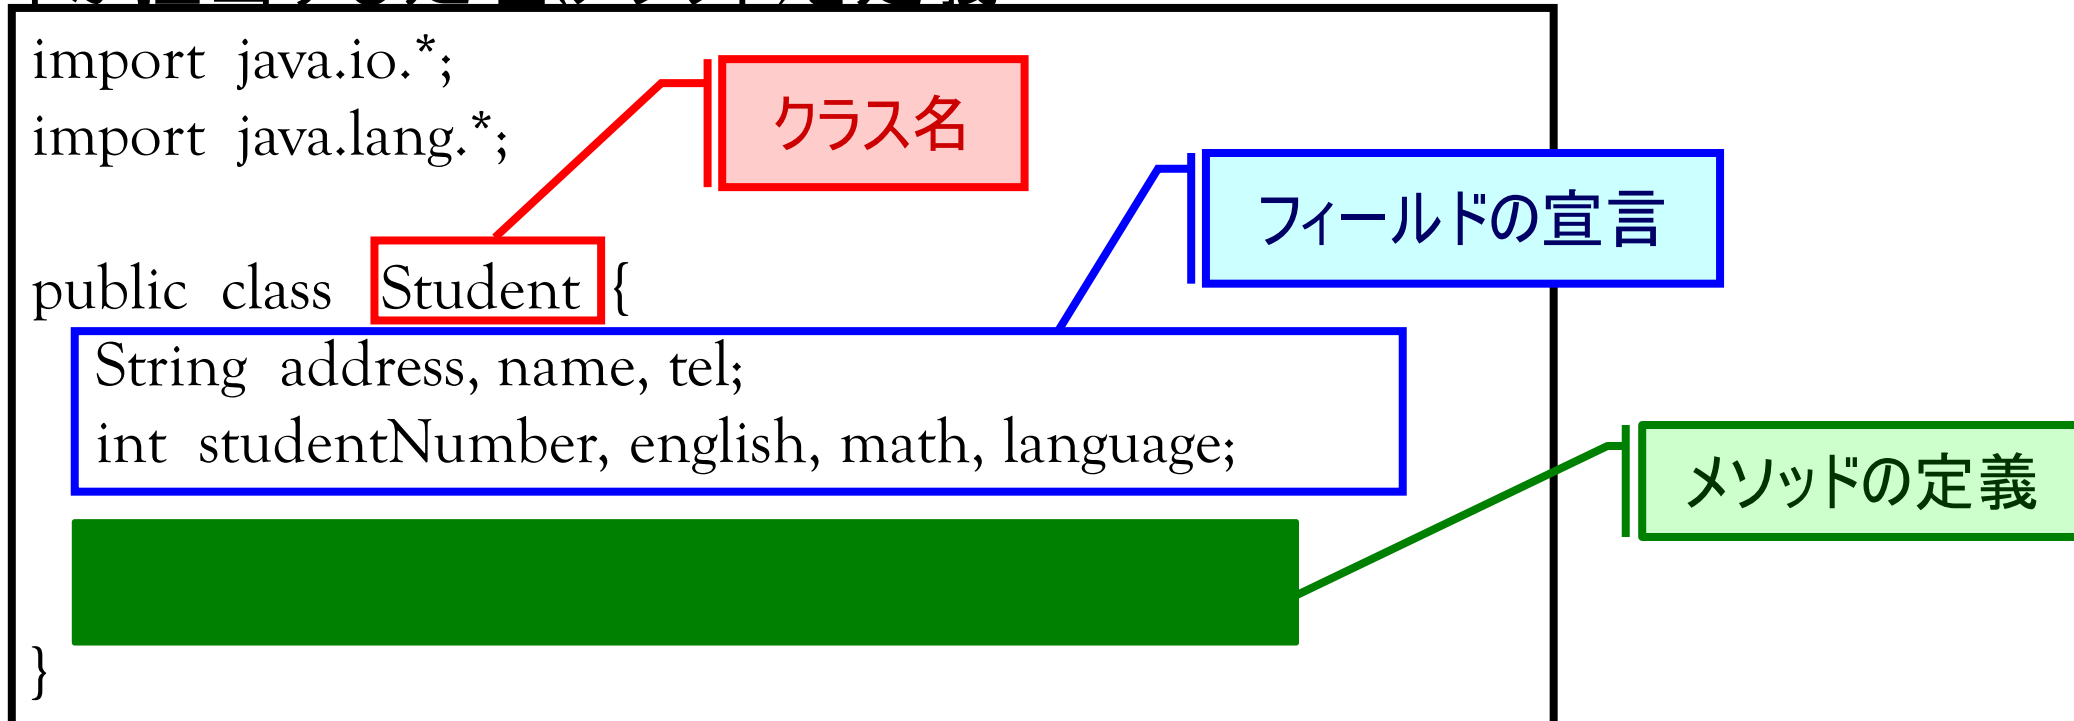 import java.io.*;
import java.lang.*;
クラス名
フィールドの宣言
public class Student {
String address, name, tel;
int studentNumber, english, math, language;
メソッドの定義
}